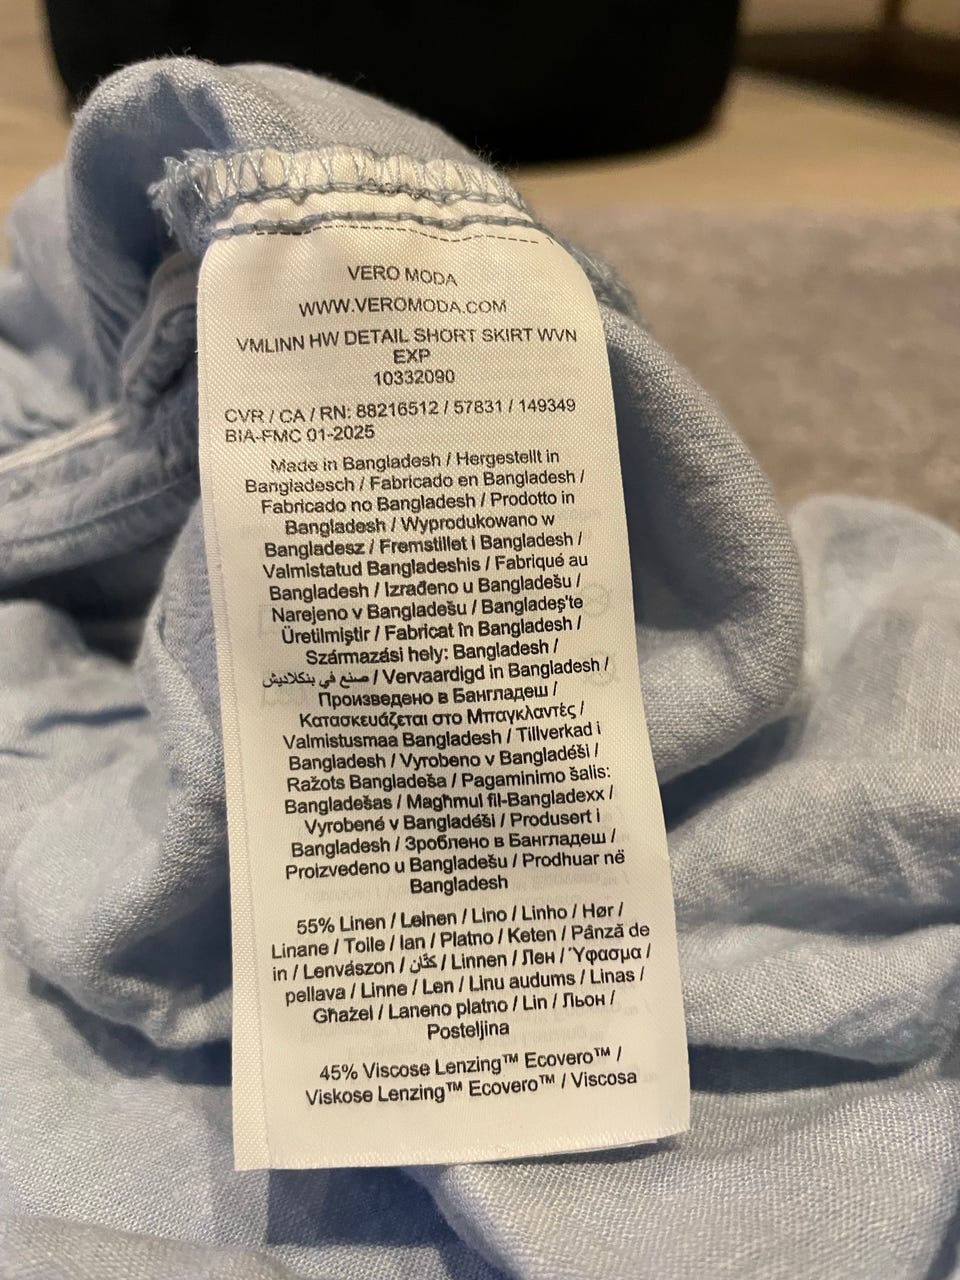 VERO MODA
WWW.VEROMODA.COM
VMLINN HW DETAIL SHORT SKIRT WVN
EXP
10332090
CVR / CA / RN: 88216512 / 57831 / 149349
BIA-FMC 01-2025
Made in Bangladesh / Hergestellt in
Bangladesch / Fabricado en Bangladesh /
Fabricado no Bangladesh / Prodotto in
Bangladesh / Wyprodukowano w
Bangladesz / Fremstillet i Bangladesh /
Valmistatud Bangladeshis / Fabriqué au
Bangladesh / Izrađeno u Bangladešu /
Narejeno v Bangladešu / Bangladeş'te
Üretilmiştir / Fabricat în Bangladesh /
Származási hely: Bangladesh /
صنع في بنكلاديش / Vervaardigd in Bangladesh /
Произведено в Бангладеш /
Κατασκευάζεται στο Μπαγκλαντές /
Valmistusmaa Bangladesh / Tillverkad i
Bangladesh / Vyrobeno v Bangladéši /
Ražots Bangladeša / Pagaminimo šalis:
Bangladešas / Magħmul fil-Bangladexx /
Vyrobené v Bangladéši / Produsert i
Bangladesh / Зроблено в Бангладеш /
Proizvedeno u Bangladešu / Prodhuar në
Bangladesh
55% Linen / Leinen / Lino / Linho / Hør /
Linane / Toile / lan / Platno / Keten / Pânză de
in / Lenvászon / كتّان / Linnen / Лен / Ύφασμα /
pellava / Linne / Len / Linu audums / Linas /
Għażel / Laneno platno / Lin / Льон /
Posteljina
45% Viscose Lenzing™ Ecovero™ /
Viskose Lenzing™ Ecovero™ / Viscosa